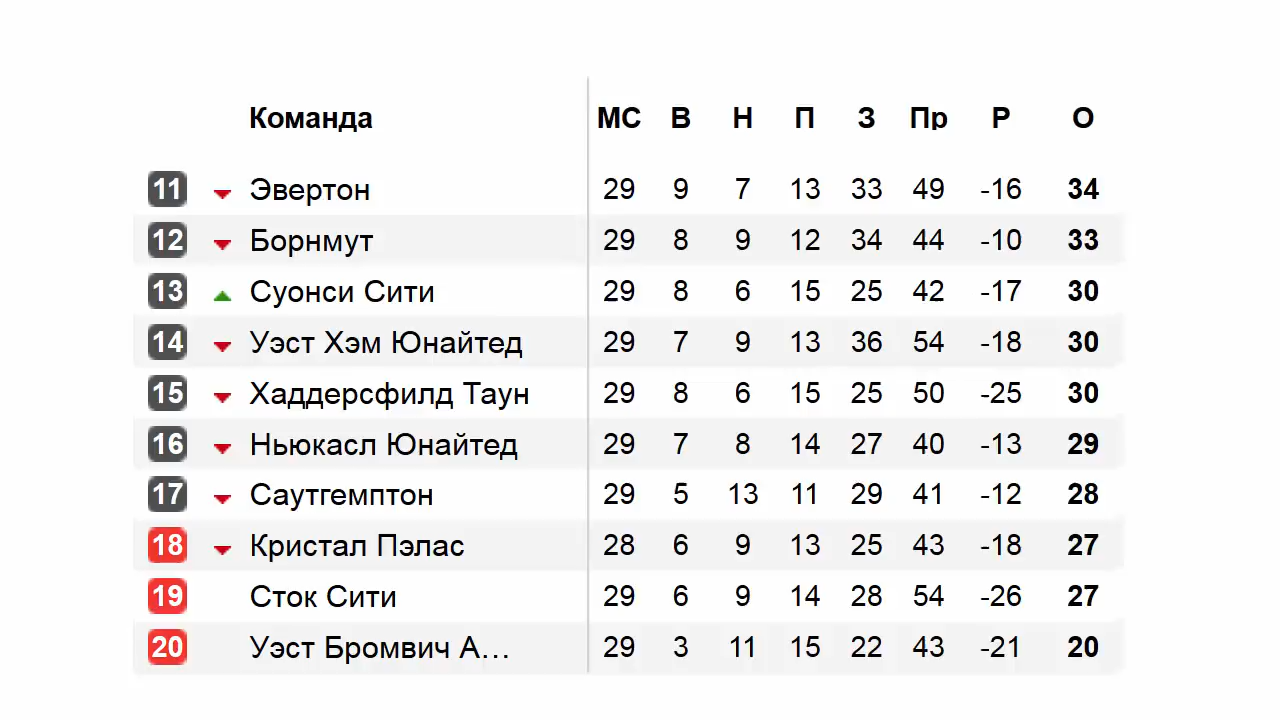 Команда МС В Н П З Пр Р О
11 Эвертон 29 9 7 13 33 49 -16 34
12 Борнмут 29 8 9 12 34 44 -10 33
13 Суонси Сити 29 8 6 15 25 42 -17 30
14 Уэст Хэм Юнайтед 29 7 9 13 36 54 -18 30
15 Хаддерсфилд Таун 29 8 6 15 25 50 -25 30
16 Ньюкасл Юнайтед 29 7 8 14 27 40 -13 29
17 Саутгемптон 29 5 13 11 29 41 -12 28
18 Кристал Пэлас 28 6 9 13 25 43 -18 27
19 Сток Сити 29 6 9 14 28 54 -26 27
20 Уэст Бромвич А… 29 3 11 15 22 43 -21 20